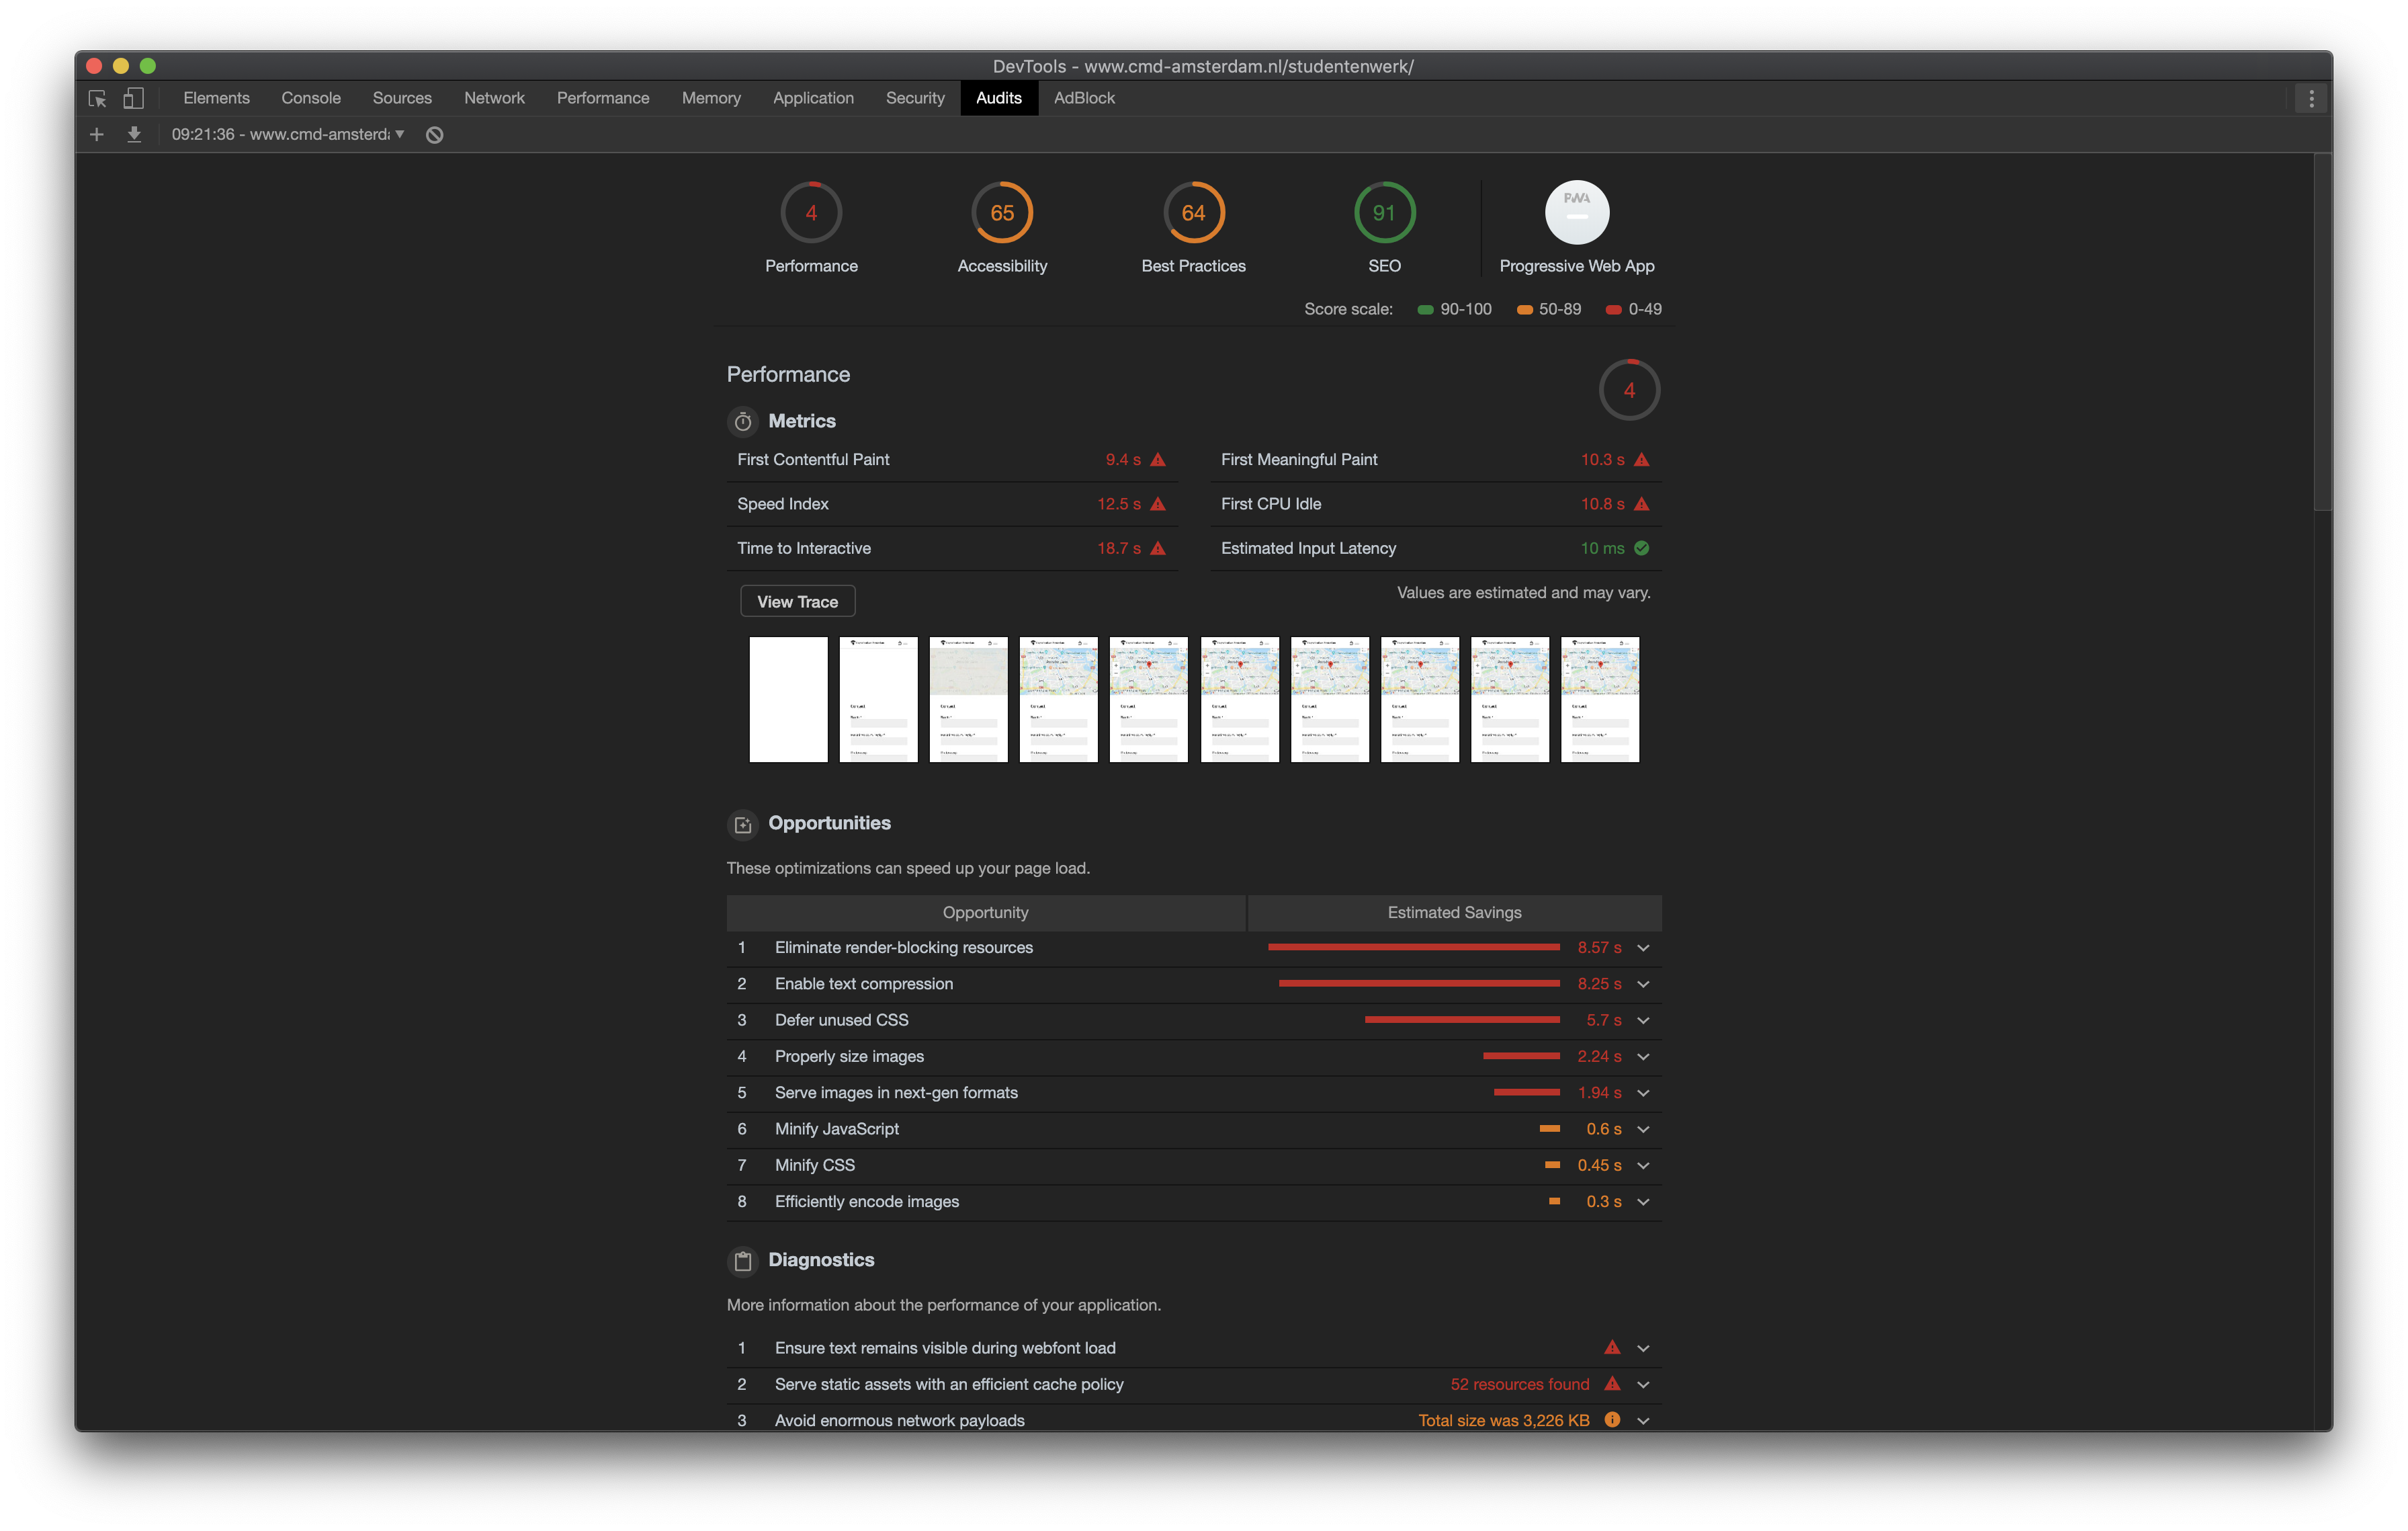 DevTools - www.cmd-amsterdam.nl/studentenwerk/
Elements Console Sources Network Performance Memory Application Security Audits AdBlock
09:21:36 - www.cmd-amsterda
4 65 64 91 PWA
Performance Accessibility Best Practices SEO Progressive Web App
Score scale: 90-100 50-89 0-49
Performance
4
Metrics
First Contentful Paint 9.4 s First Meaningful Paint 10.3 s
Speed Index 12.5 s First CPU Idle 10.8 s
Time to Interactive 18.7 s Estimated Input Latency 10 ms
View Trace Values are estimated and may vary.
Opportunities
These optimizations can speed up your page load.
Opportunity Estimated Savings
1 Eliminate render-blocking resources 8.57 s
2 Enable text compression 8.25 s
3 Defer unused CSS 5.7 s
4 Properly size images 2.24 s
5 Serve images in next-gen formats 1.94 s
6 Minify JavaScript 0.6 s
7 Minify CSS 0.45 s
8 Efficiently encode images 0.3 s
Diagnostics
More information about the performance of your application.
1 Ensure text remains visible during webfont load
2 Serve static assets with an efficient cache policy 52 resources found
3 Avoid enormous network payloads Total size was 3,226 KB